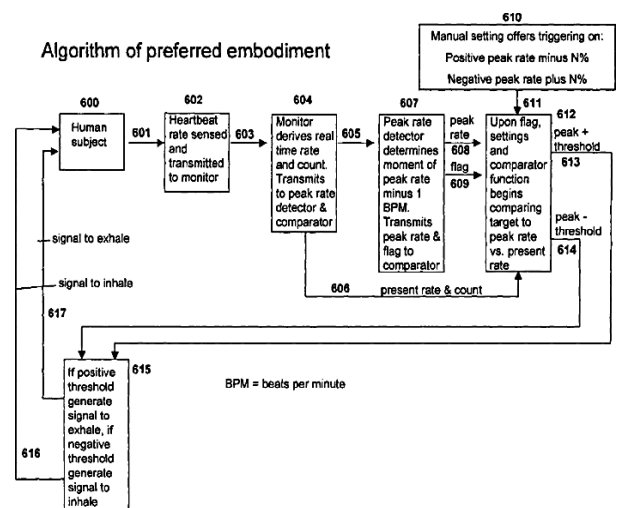 610
Algorithm of preferred embodiment
Manual setting offers triggering on:
Positive peak rate minus N%
Negative peak rate plus N%
600
Human
subject
601
602
Heartbeat
rate sensed
and
transmitted
to monitor
603
604
Monitor
derives real
time rate
and count.
Transmits
to peak rate
detector &
comparator
605
607
Peak rate
detector
determines
moment of
peak rate
minus 1
BPM.
Transmits
peak rate &
flag to
comparator
peak
rate
608
flag
609
611
Upon flag,
settings
and
comparator
function
begins
comparing
target to
peak rate
vs. present
rate
612
peak +
threshold
613
peak -
threshold
614
606
present rate & count
signal to exhale
signal to inhale
617
615
If positive
threshold
generate
signal to
exhale, if
negative
threshold
generate
signal to
inhale
616
BPM = beats per minute